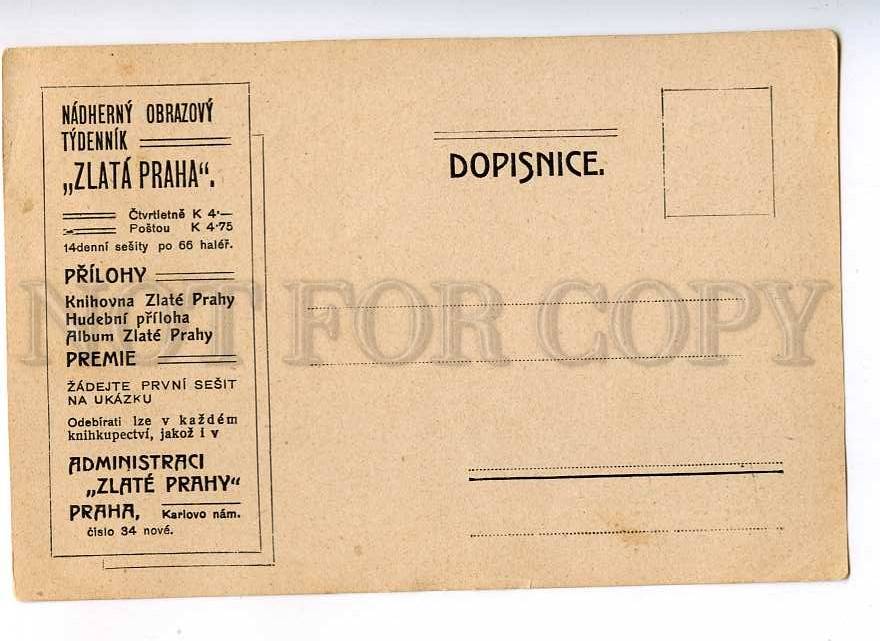 NÁDHERNÝ OBRAZOVÝ
TÝDENNÍK
„ZLATÁ PRAHA“.
Čtvrtletně K 4·—
Poštou K 4·75
14denní sešity po 66 haléř.
PŘÍLOHY
Knihovna Zlaté Prahy
Hudební příloha
Album Zlaté Prahy
PREMIE
ŽÁDEJTE PRVNÍ SEŠIT
NA UKÁZKU
Odebírati lze v každém
knihkupectví, jakož i v
ADMINISTRACI
„ZLATÉ PRAHY“
PRAHA, Karlovo nám.
číslo 34 nové.
DOPISNICE.
NOT FOR COPY